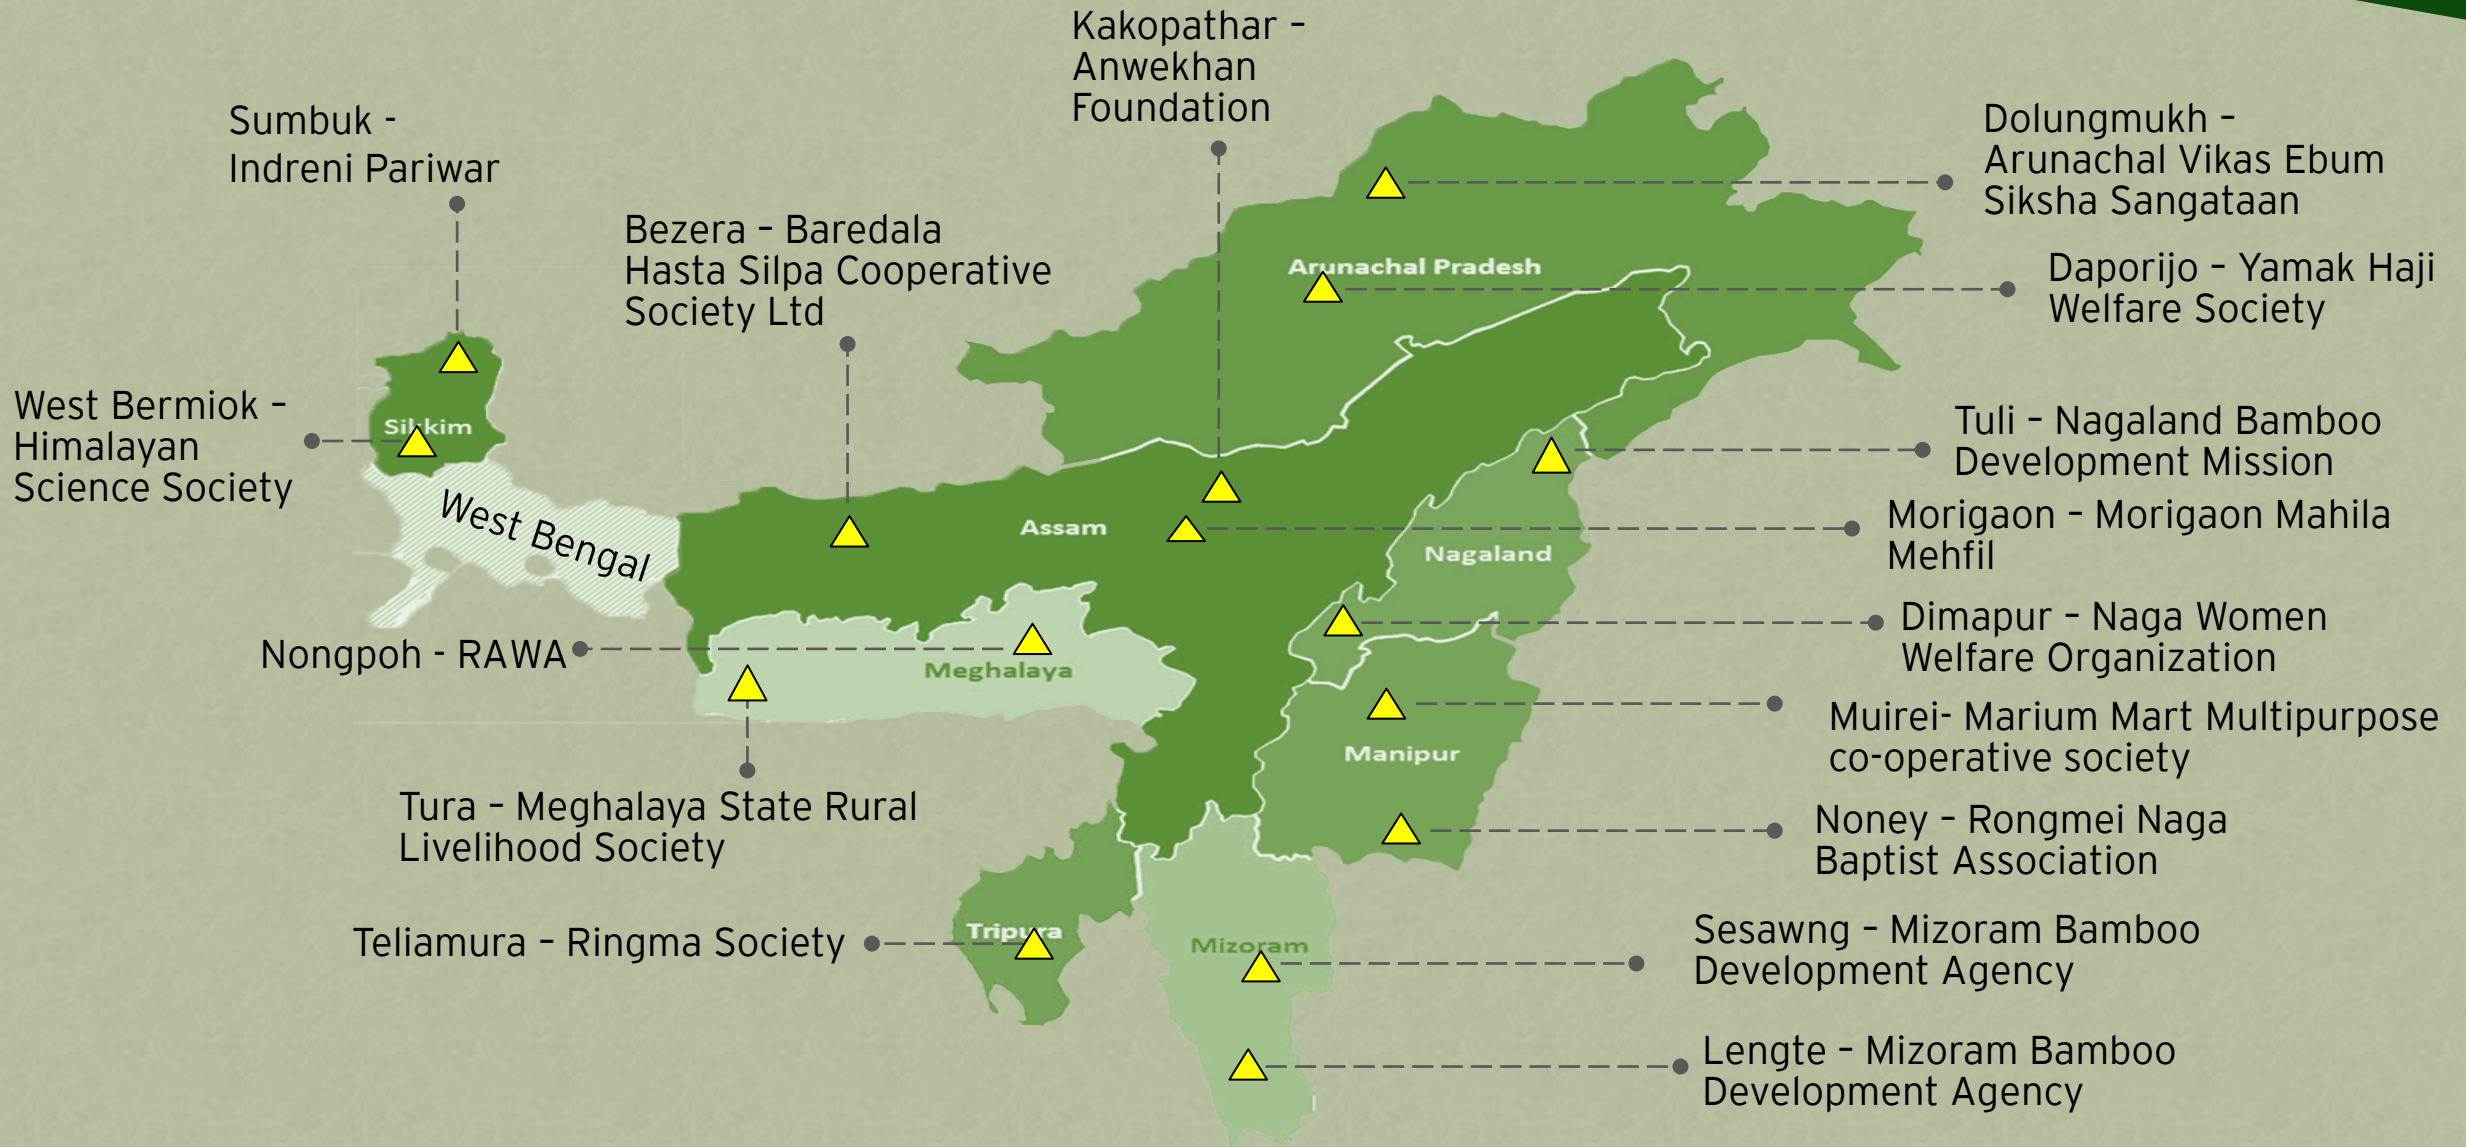 Kakopathar –
Anwekhan
Foundation
Sumbuk -
Indreni Pariwar
Dolungmukh –
Arunachal Vikas Ebum
Siksha Sangataan
Bezera – Baredala
Hasta Silpa Cooperative
Society Ltd
Arunachal Pradesh
Daporijo – Yamak Haji
Welfare Society
West Bermiok –
Himalayan
Science Society
Sikkim
West Bengal
Tuli – Nagaland Bamboo
Development Mission
Assam
Morigaon – Morigaon Mahila
Mehfil
Nagaland
Dimapur – Naga Women
Welfare Organization
Nongpoh - RAWA
Meghalaya
Muirei- Marium Mart Multipurpose
co-operative society
Manipur
Tura – Meghalaya State Rural
Livelihood Society
Noney – Rongmei Naga
Baptist Association
Teliamura – Ringma Society
Tripura
Mizoram
Sesawng – Mizoram Bamboo
Development Agency
Lengte – Mizoram Bamboo
Development Agency